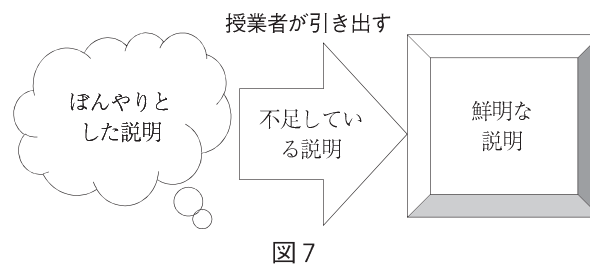 授業者が引き出す
ぼんやりと
した説明
不足してい
る説明
鮮明な
説明
図7